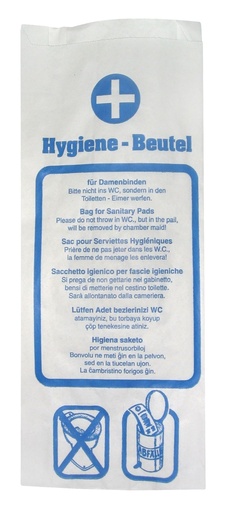 Hygiene - Beutel
für Damenbinden
Bitte nicht ins WC, sondern in den
Toiletten - Eimer werfen.
Bag for Sanitary Pads
Please do not throw in WC., but in the pail,
will be removed by chamber maid!
Sac pour Serviettes Hygiéniques
Prière de ne pas jeter dans les W.C.,
la femme de menage les enlevera!
Sacchetto igienico per fascie igieniche
Si prega de non gettarle nel gabinetto,
bensi di metterle nel cestino toilette.
Sarà allontanato dalla cameriera.
Lütfen Adet bezlerinizi WC
atamayiniz, bu torbaya koyup
çöp tenekesine atiniz.
Higiena saketo
por menstrusorbiloj
Bonvolu ne meti ĝin en la pelvon,
sed en la tiucelan ujon.
La ĉambristino forigos ĝin.
ABFALL